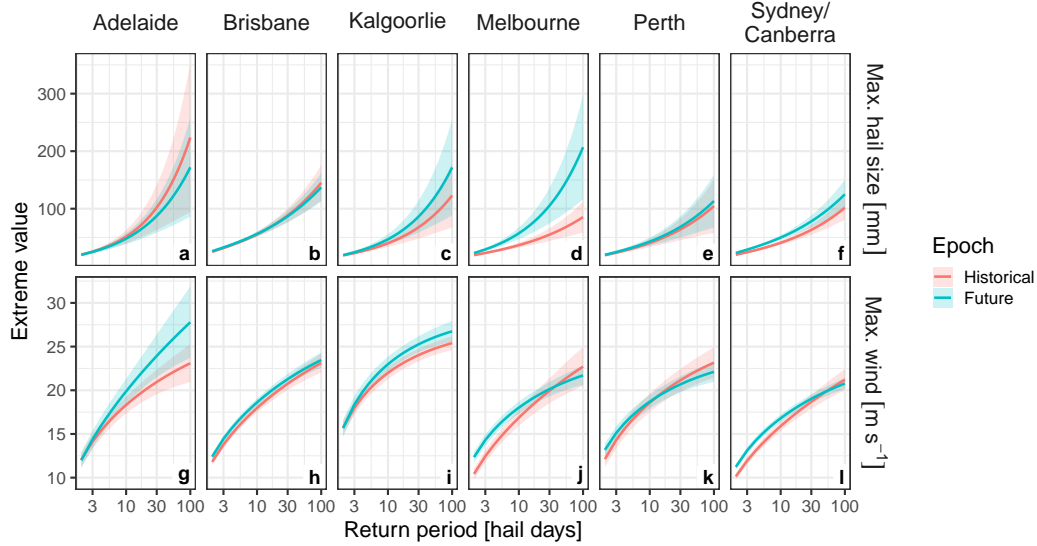 Adelaide Brisbane Kalgoorlie Melbourne Perth Sydney/
Canberra
300
200
100
a b c d e f
Max. hail size [mm]
Extreme value
Epoch
Historical
Future
30
25
20
15
10
g h i j k l
Max. wind [m s⁻¹]
3 10 30 100 3 10 30 100 3 10 30 100 3 10 30 100 3 10 30 100 3 10 30 100
Return period [hail days]